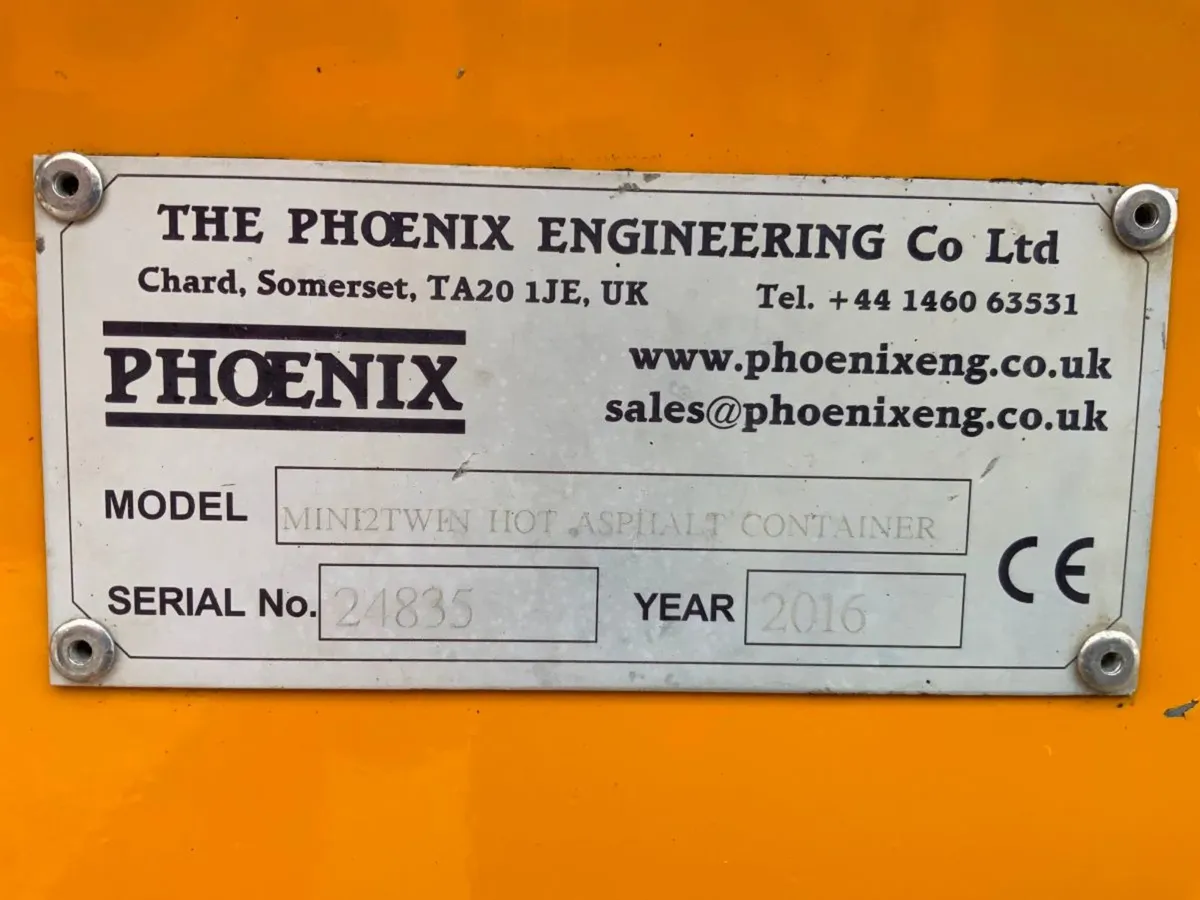 THE PHOENIX ENGINEERING Co Ltd
Chard, Somerset, TA20 1JE, UK Tel. +44 1460 63531
PHOENIX
www.phoenixeng.co.uk
sales@phoenixeng.co.uk
MODEL MINI2TWIN HOT ASPHALT CONTAINER
SERIAL No. 24835 YEAR 2016 CE